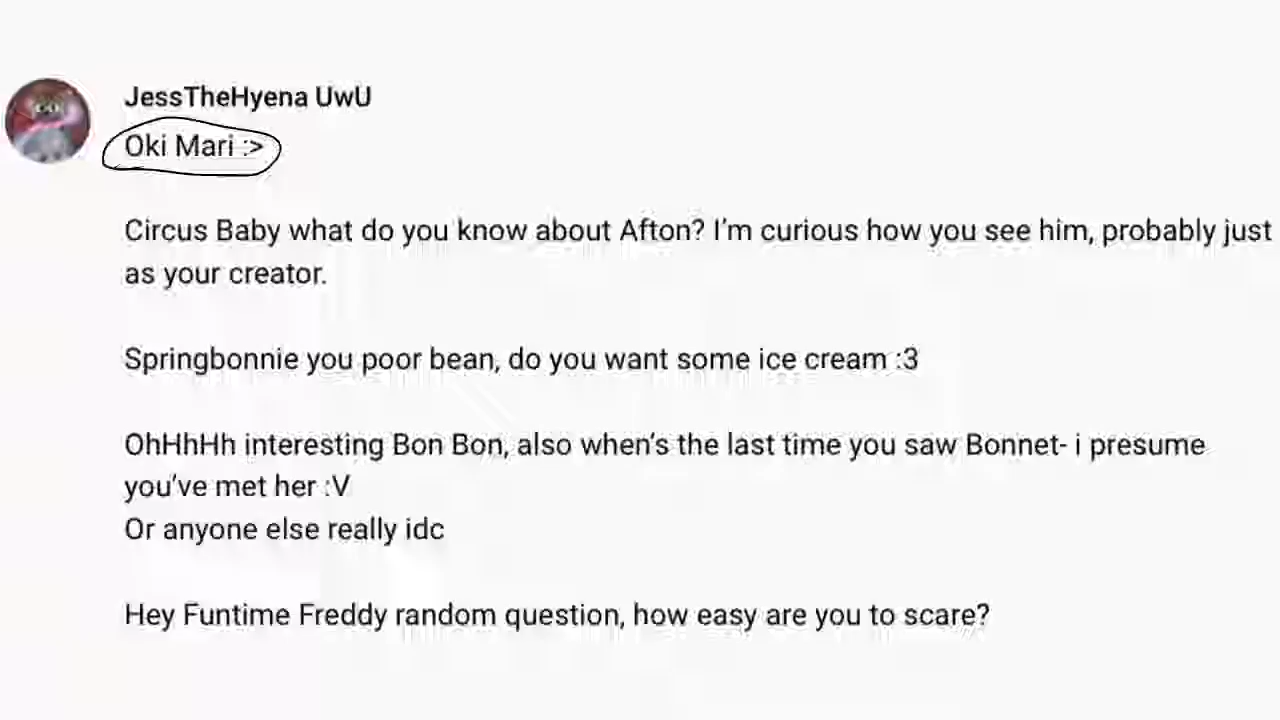 JessTheHyena UwU
Oki Mari :>
Circus Baby what do you know about Afton? I’m curious how you see him, probably just
as your creator.
Springbonnie you poor bean, do you want some ice cream :3
OhHhHh interesting Bon Bon, also when’s the last time you saw Bonnet- i presume
you’ve met her :V
Or anyone else really idc
Hey Funtime Freddy random question, how easy are you to scare?